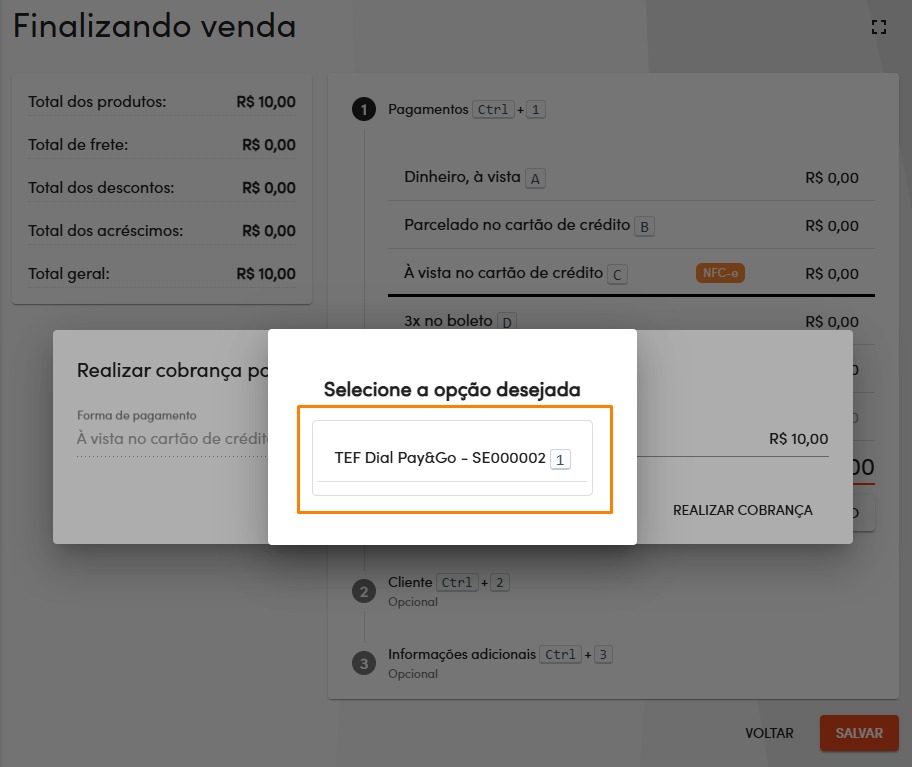 Finalizando venda
Total dos produtos: R$ 10,00
Total de frete: R$ 0,00
Total dos descontos: R$ 0,00
Total dos acréscimos: R$ 0,00
Total geral: R$ 10,00
1 Pagamentos Ctrl + 1
Dinheiro, à vista A R$ 0,00
Parcelado no cartão de crédito B R$ 0,00
À vista no cartão de crédito C NFC-e R$ 0,00
3x no boleto D R$ 0,00
Realizar cobrança
Forma de pagamento
À vista no cartão de crédito
R$ 10,00
REALIZAR COBRANÇA
Selecione a opção desejada
TEF Dial Pay&Go - SE000002 1
2 Cliente Ctrl + 2
Opcional
3 Informações adicionais Ctrl + 3
Opcional
VOLTAR SALVAR